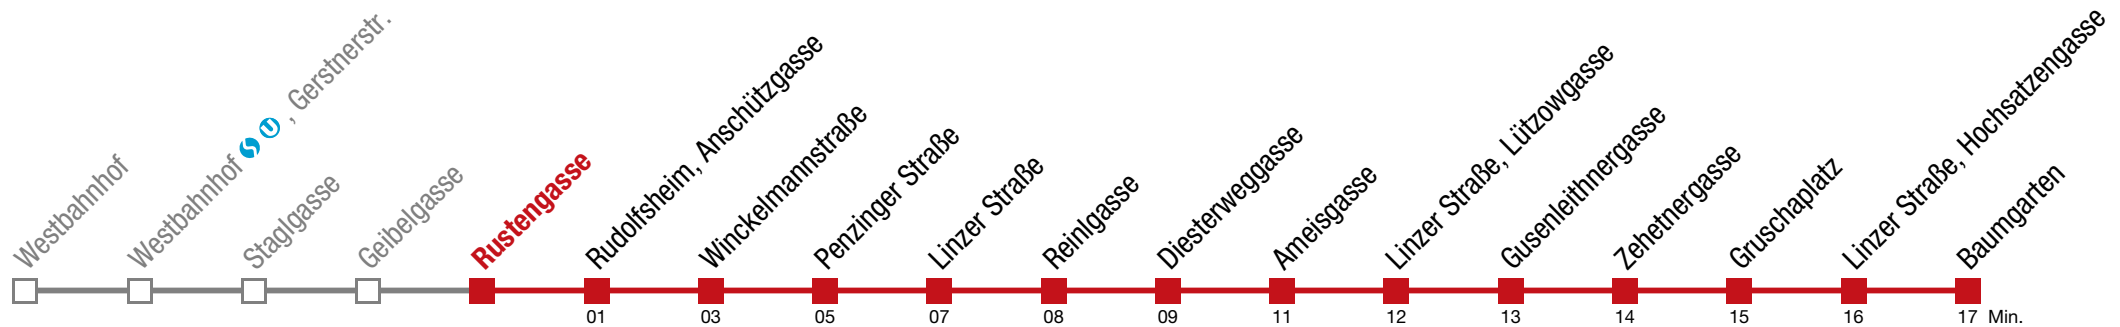 Westbahnhof
Westbahnhof S U, Gerstnerstr.
Staglgasse
Geibelgasse
Rustengasse
Rudolfsheim, Anschützgasse
Winckelmannstraße
Penzinger Straße
Linzer Straße
Reinlgasse
Diesterweggasse
Ameisgasse
Linzer Straße, Lützowgasse
Gusenleithnergasse
Zehetnergasse
Gruschaplatz
Linzer Straße, Hochsatzengasse
Baumgarten
01 03 05 07 08 09 11 12 13 14 15 16 17 Min.